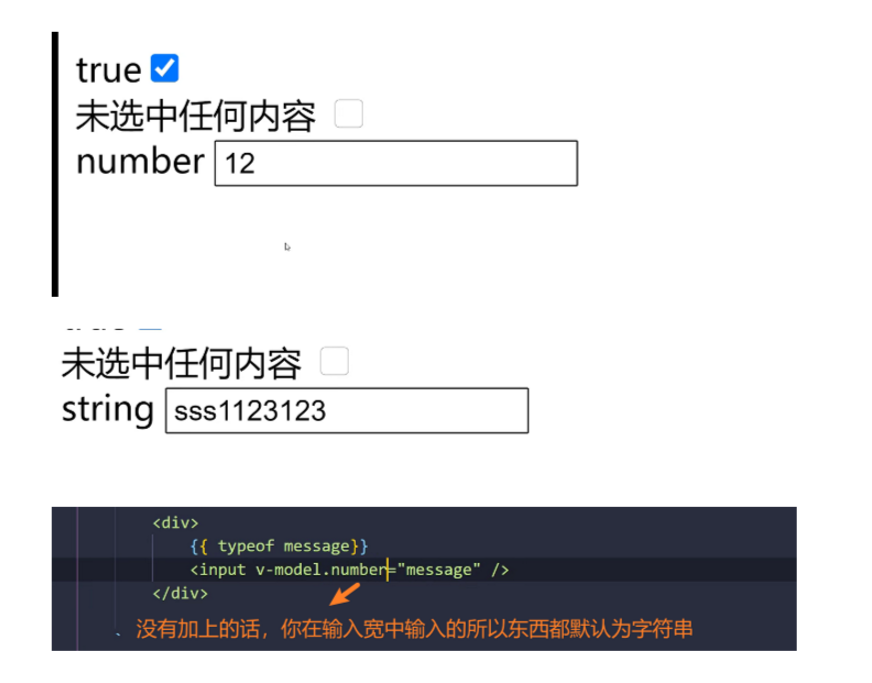 true
未选中任何内容
number 12
未选中任何内容
string sss1123123
<div>
{{ typeof message}}
<input v-model.number="message" />
</div>
、没有加上的话，你在输入宽中输入的所以东西都默认为字符串